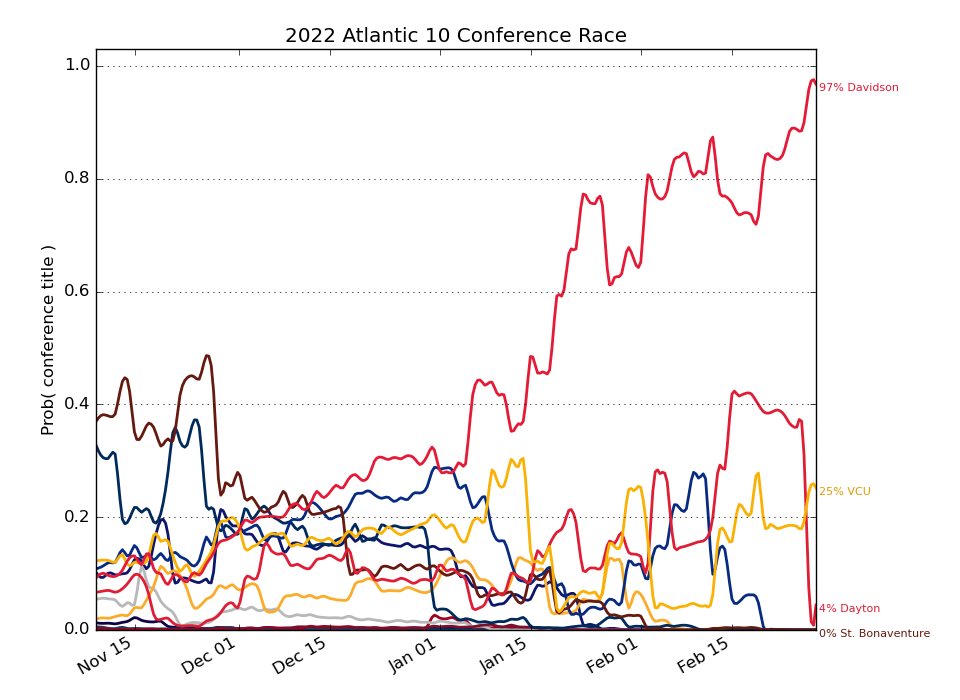 2022 Atlantic 10 Conference Race
Prob( conference title )
1.0
0.8
0.6
0.4
0.2
0.0
Nov 15
Dec 01
Dec 15
Jan 01
Jan 15
Feb 01
Feb 15
97% Davidson
25% VCU
4% Dayton
0% St. Bonaventure